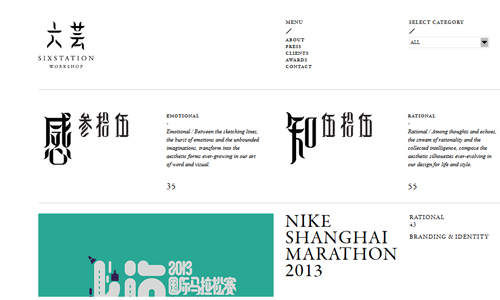 六芸
SIXSTATION
WORKSHOP
MENU
/
ABOUT
PRESS
CLIENTS
AWARDS
CONTACT
SELECT CATEGORY
/
ALL
感 参拾伍
EMOTIONAL
-
Emotional / Between the sketching lines,
the burst of emotions and the unbounded
imaginations, transform into the
aesthetic forms ever-growing in our art
of word and visual.
35
知 伍拾伍
RATIONAL
-
Rational / Among thoughts and echoes,
the stream of rationality and the
collected intelligence, compose the
aesthetic silhouettes ever-evolving in
our design for life and style.
55
上海
2013
国际马拉松赛
NIKE
SHANGHAI
MARATHON
2013
RATIONAL
43
BRANDING & IDENTITY